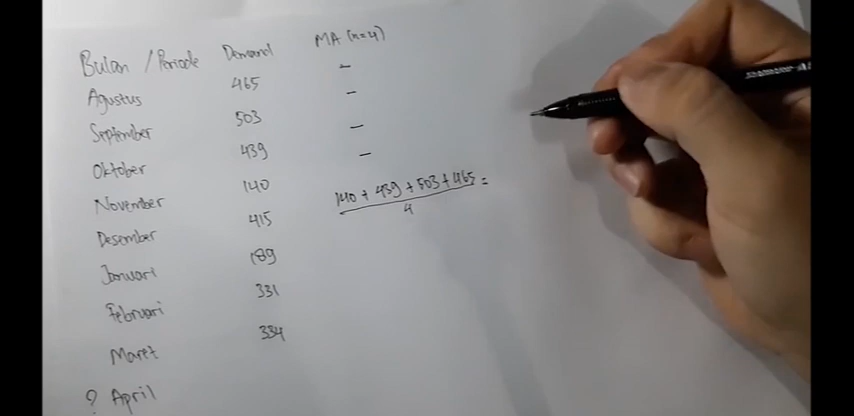 Bulan / Periode Demand MA (n=4)
Agustus 465 -
September 503 -
Oktober 439 -
November 140 -
Desember 415 140 + 439 + 503 + 465 =
4
Januari 189
Februari 331
Maret 334
? April